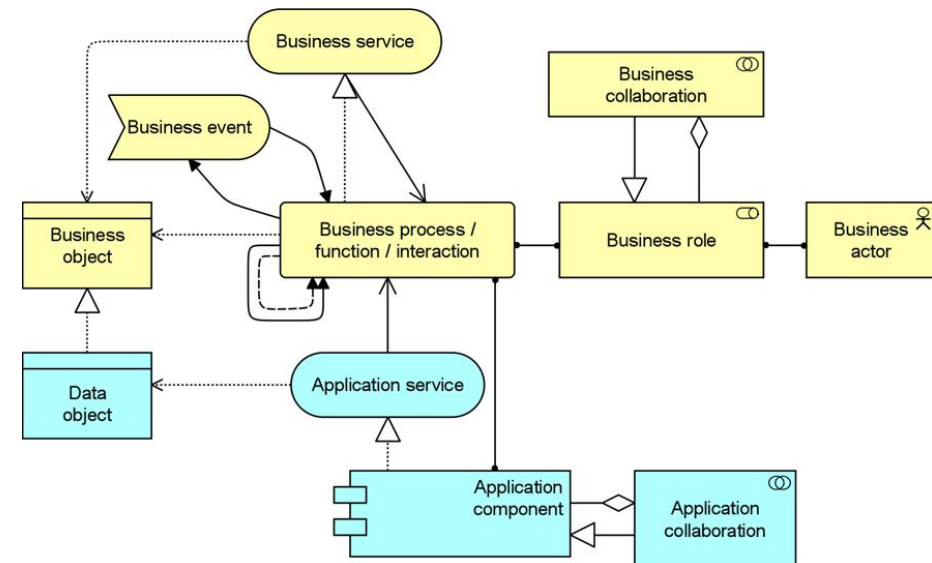 Business service
Business
collaboration
Business event
Business
object
Business process /
function / interaction
Business role
Business
actor
Data
object
Application service
Application
component
Application
collaboration